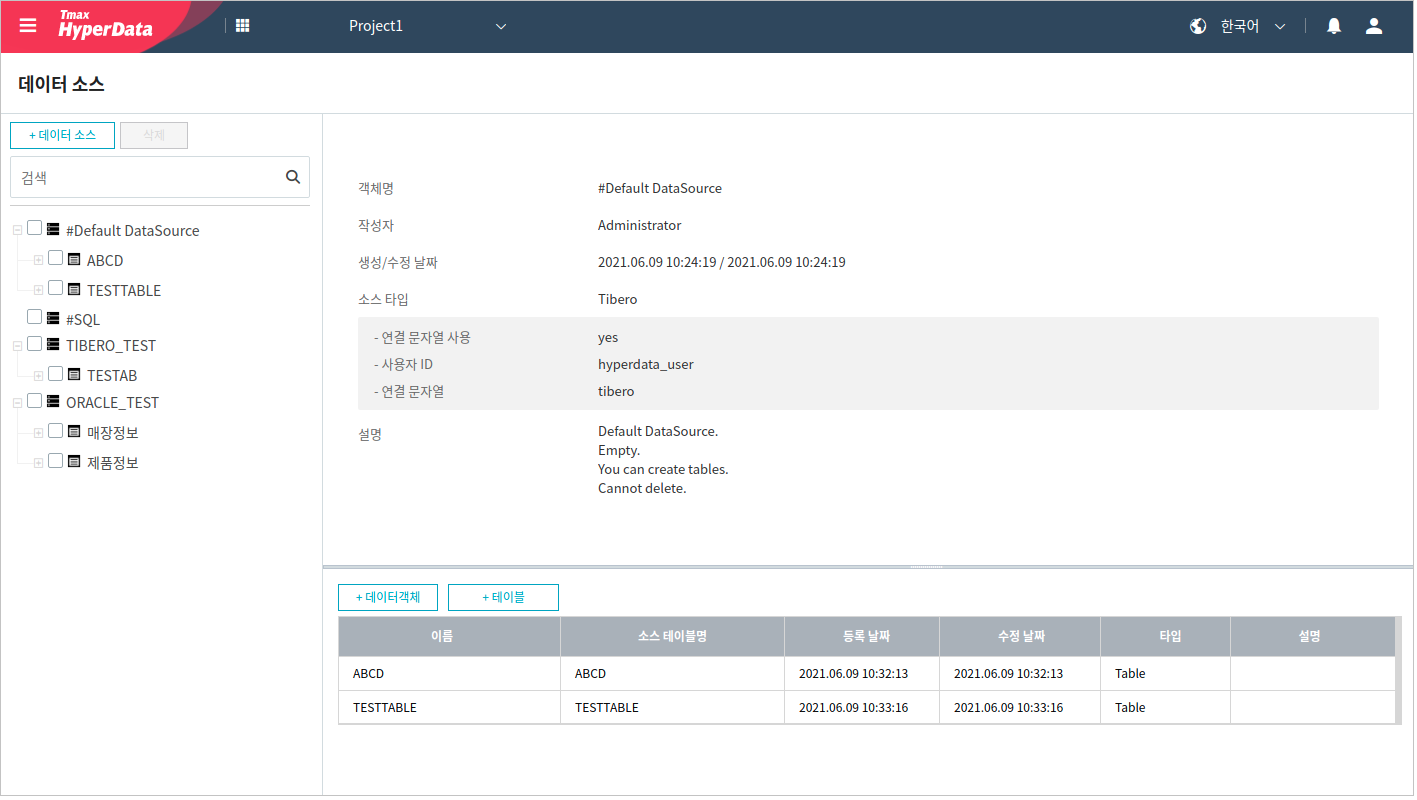 Tmax
HyperData
Project1
한국어
데이터 소스
+ 데이터 소스
삭제
검색
#Default DataSource
ABCD
TESTTABLE
#SQL
TIBERO_TEST
TESTAB
ORACLE_TEST
매장정보
제품정보
객체명 #Default DataSource
작성자 Administrator
생성/수정 날짜 2021.06.09 10:24:19 / 2021.06.09 10:24:19
소스 타입 Tibero
- 연결 문자열 사용 yes
- 사용자 ID hyperdata_user
- 연결 문자열 tibero
설명 Default DataSource.
Empty.
You can create tables.
Cannot delete.
+ 데이터객체 + 테이블
이름 소스 테이블명 등록 날짜 수정 날짜 타입 설명
ABCD ABCD 2021.06.09 10:32:13 2021.06.09 10:32:13 Table
TESTTABLE TESTTABLE 2021.06.09 10:33:16 2021.06.09 10:33:16 Table